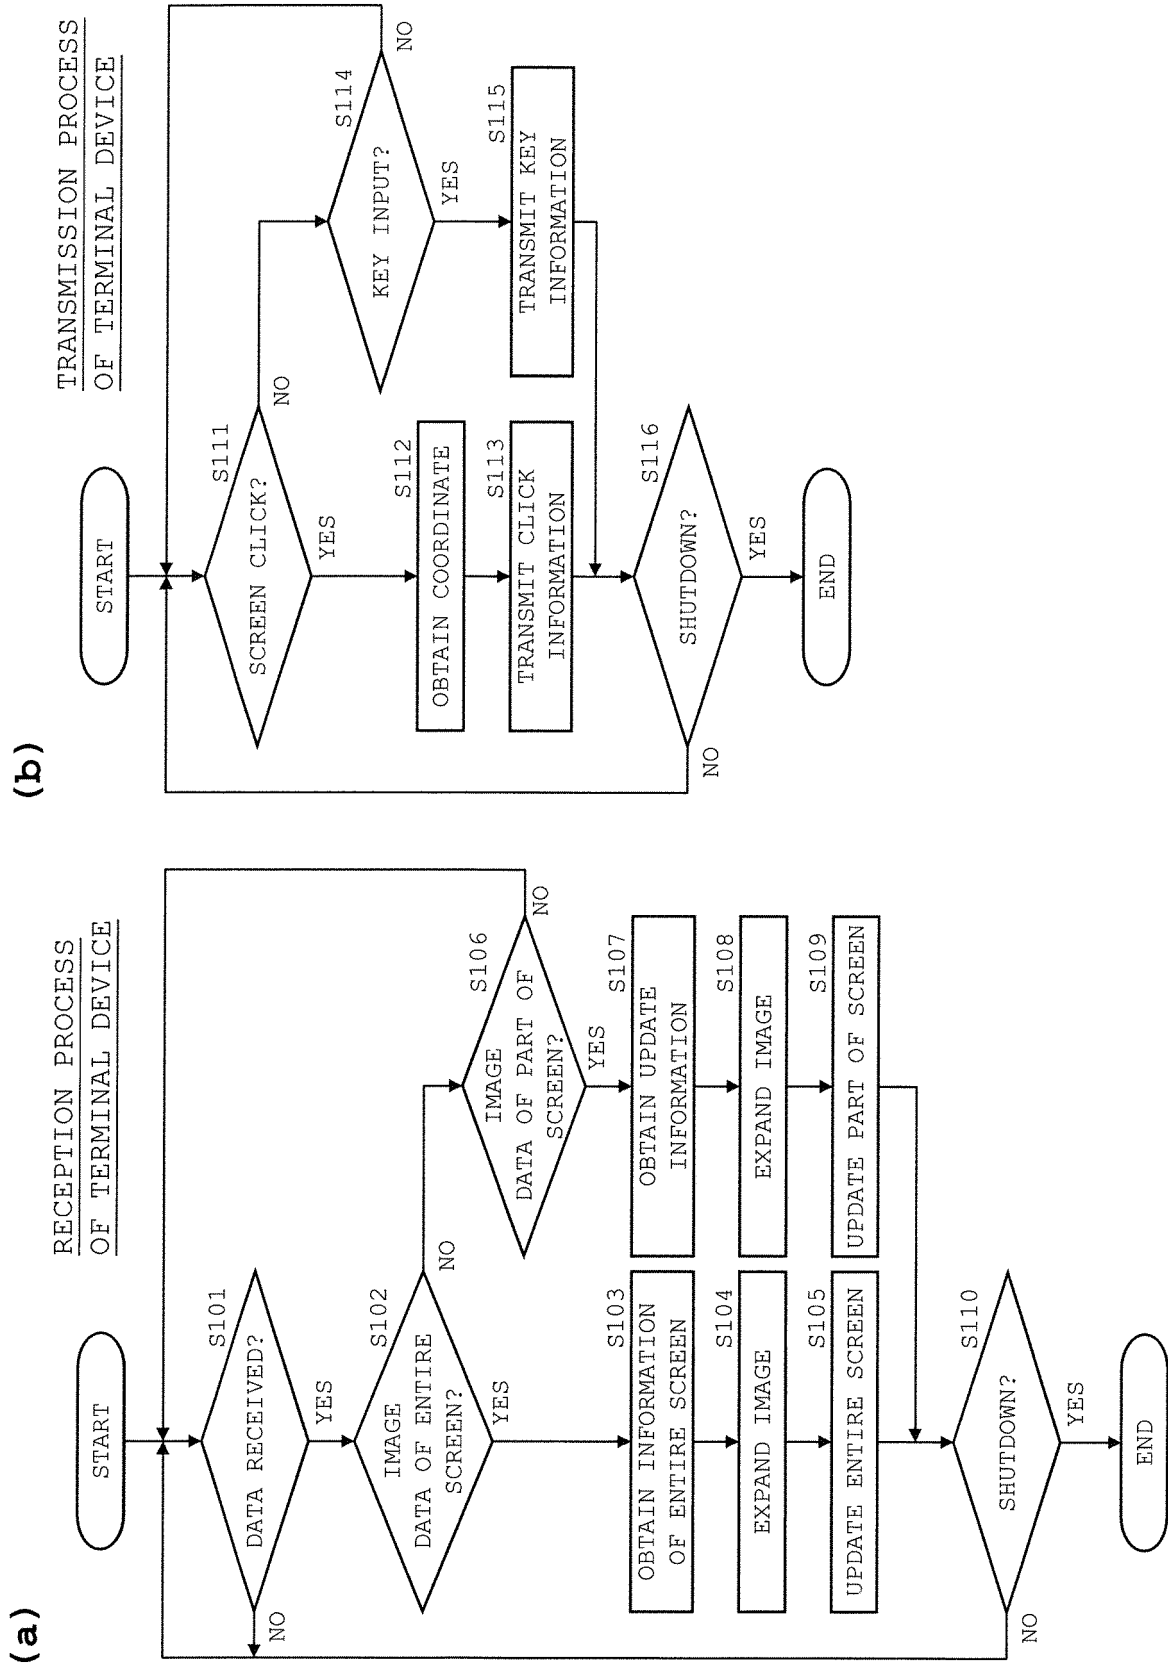 (a)
RECEPTION PROCESS
OF TERMINAL DEVICE
START
S101
DATA RECEIVED?
NO
YES
S102
IMAGE
DATA OF ENTIRE
SCREEN?
NO
YES
S106
IMAGE
DATA OF PART OF
SCREEN?
NO
YES
S103
OBTAIN INFORMATION
OF ENTIRE SCREEN
S107
OBTAIN UPDATE
INFORMATION
S104
EXPAND IMAGE
S108
EXPAND IMAGE
S105
UPDATE ENTIRE SCREEN
S109
UPDATE PART OF SCREEN
S110
SHUTDOWN?
NO
YES
END
(b)
TRANSMISSION PROCESS
OF TERMINAL DEVICE
START
S111
SCREEN CLICK?
NO
YES
S114
KEY INPUT?
NO
YES
S112
OBTAIN COORDINATE
S113
TRANSMIT CLICK
INFORMATION
S115
TRANSMIT KEY
INFORMATION
S116
SHUTDOWN?
NO
YES
END